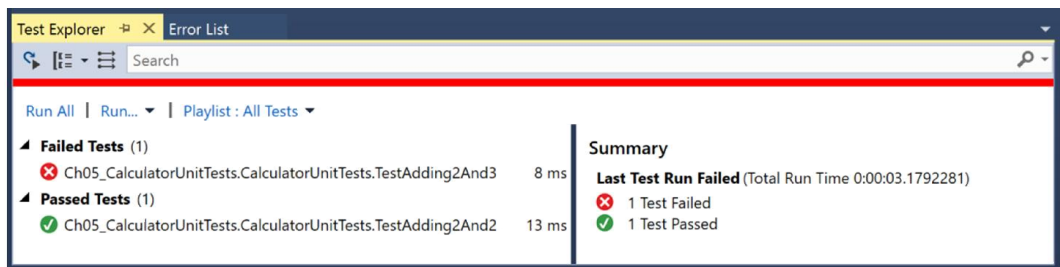 Test Explorer Error List
Search
Run All | Run... | Playlist : All Tests
Failed Tests (1)
Ch05_CalculatorUnitTests.CalculatorUnitTests.TestAdding2And3 8 ms
Passed Tests (1)
Ch05_CalculatorUnitTests.CalculatorUnitTests.TestAdding2And2 13 ms
Summary
Last Test Run Failed (Total Run Time 0:00:03.1792281)
1 Test Failed
1 Test Passed